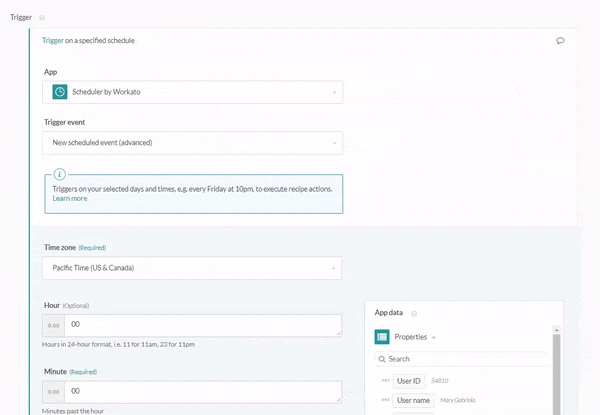 Trigger
Trigger on a specified schedule
App
Scheduler by Workato
Trigger event
New scheduled event (advanced)
Triggers on your selected days and times, e.g. every Friday at 10pm, to execute recipe actions.
Learn more
Time zone (Required)
Pacific Time (US & Canada)
Hour (Optional)
0.00 00
Hours in 24-hour format, i.e. 11 for 11am, 23 for 11pm
Minute (Required)
0.00 00
Minutes past the hour
App data
Properties
Search
ABC User ID 54810
ABC User name Mary Gabriola